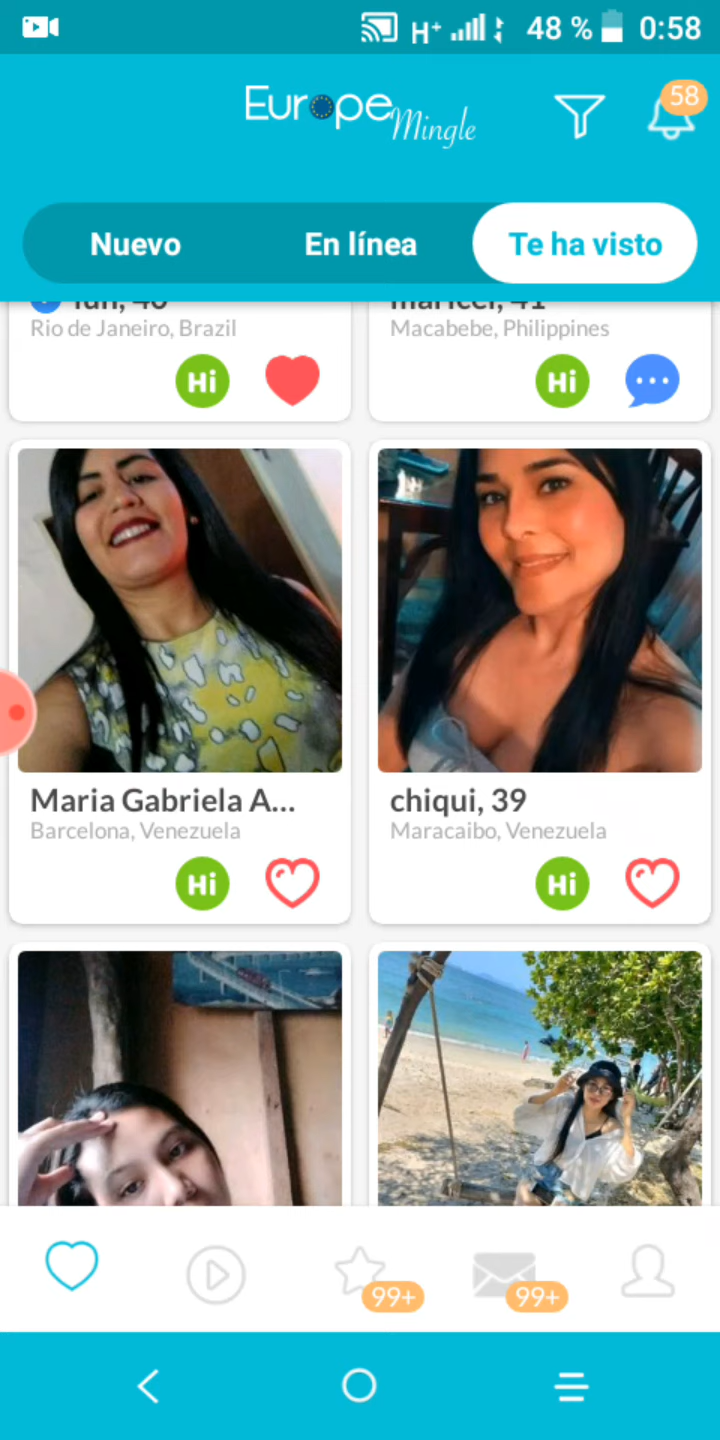 H+ 48 % 0:58
Europe Mingle
58
Nuevo En línea Te ha visto
Rio de Janeiro, Brazil
Macabebe, Philippines
Hi
Hi
Maria Gabriela A...
chiqui, 39
Barcelona, Venezuela
Maracaibo, Venezuela
Hi
Hi
99+
99+